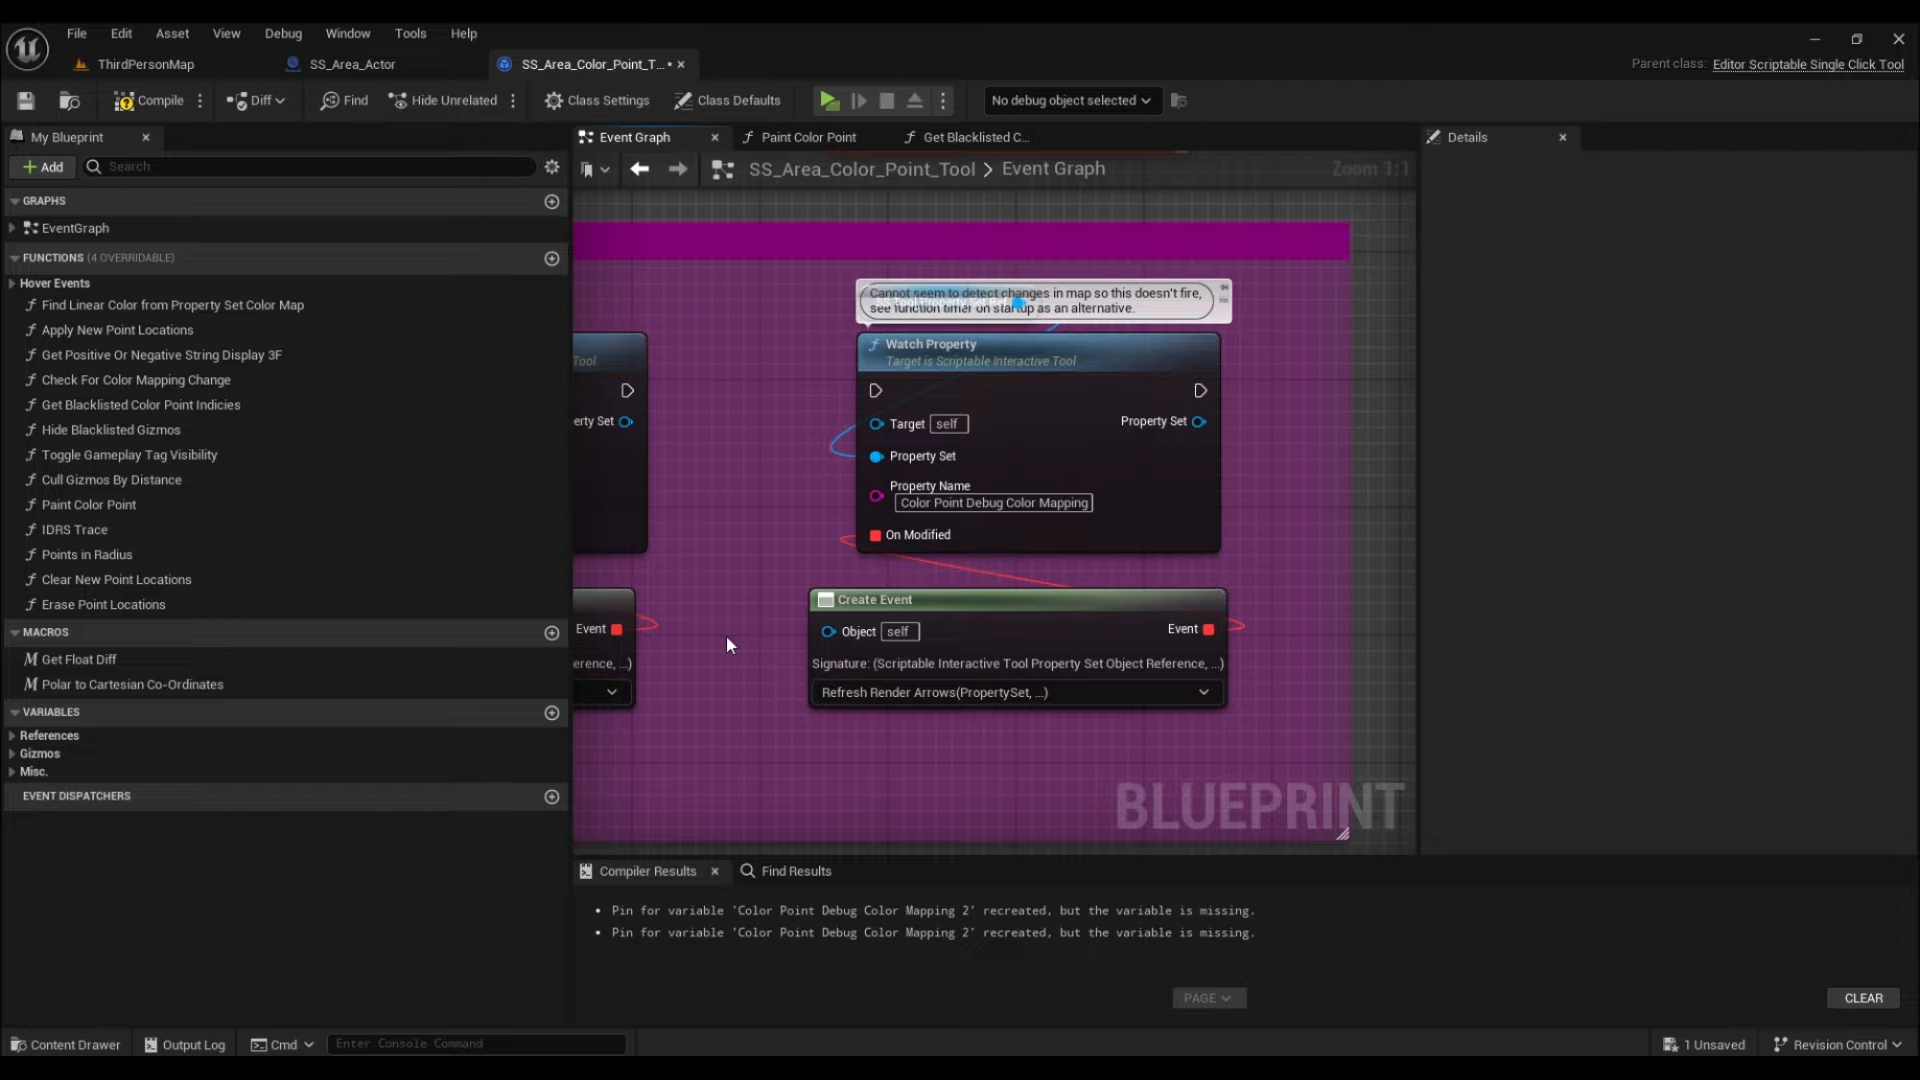 File Edit Asset View Debug Window Tools Help
ThirdPersonMap
SS_Area_Actor
SS_Area_Color_Point_T... •
Parent class: Editor Scriptable Single Click Tool
Compile
Diff
Find
Hide Unrelated
Class Settings
Class Defaults
No debug object selected
My Blueprint
Add
Search
GRAPHS
EventGraph
FUNCTIONS (4 OVERRIDABLE)
Hover Events
Find Linear Color from Property Set Color Map
Apply New Point Locations
Get Positive Or Negative String Display 3F
Check For Color Mapping Change
Get Blacklisted Color Point Indicies
Hide Blacklisted Gizmos
Toggle Gameplay Tag Visibility
Cull Gizmos By Distance
Paint Color Point
IDRS Trace
Points in Radius
Clear New Point Locations
Erase Point Locations
MACROS
Get Float Diff
Polar to Cartesian Co-Ordinates
VARIABLES
References
Gizmos
Misc.
EVENT DISPATCHERS
Event Graph
Paint Color Point
Get Blacklisted C...
SS_Area_Color_Point_Tool > Event Graph
Zoom 1:1
Cannot seem to detect changes in map so this doesn't fire,
see function timer on startup as an alternative.
Tool
erty Set
Watch Property
Target is Scriptable Interactive Tool
Target self
Property Set
Property Set
Property Name
Color Point Debug Color Mapping
On Modified
Event
erence, ...)
Create Event
Object self
Event
Signature: (Scriptable Interactive Tool Property Set Object Reference, ...)
Refresh Render Arrows(PropertySet, ...)
BLUEPRINT
Details
Compiler Results
Find Results
• Pin for variable 'Color Point Debug Color Mapping 2' recreated, but the variable is missing.
• Pin for variable 'Color Point Debug Color Mapping 2' recreated, but the variable is missing.
PAGE
CLEAR
Content Drawer
Output Log
Cmd
Enter Console Command
1 Unsaved
Revision Control